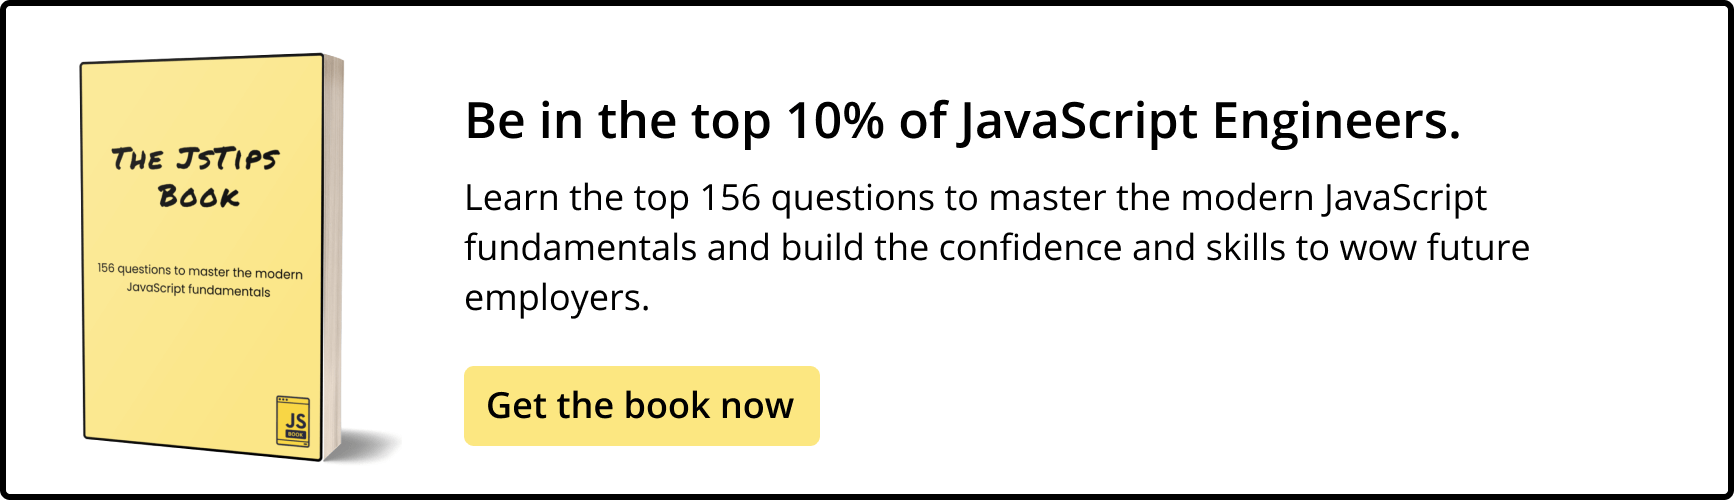 The JsTips
Book
156 questions to master the modern
JavaScript fundamentals
JS
BOOK
Be in the top 10% of JavaScript Engineers.
Learn the top 156 questions to master the modern JavaScript
fundamentals and build the confidence and skills to wow future
employers.
Get the book now